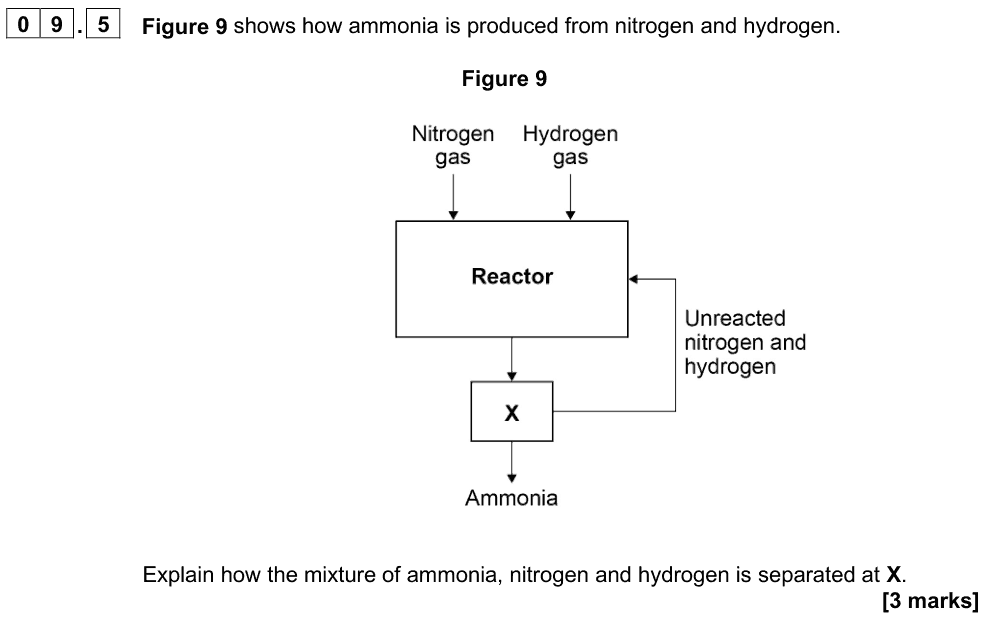 0 9 . 5 Figure 9 shows how ammonia is produced from nitrogen and hydrogen.
Figure 9
Nitrogen gas
Hydrogen gas
Reactor
Unreacted
nitrogen and
hydrogen
X
Ammonia
Explain how the mixture of ammonia, nitrogen and hydrogen is separated at X.
[3 marks]